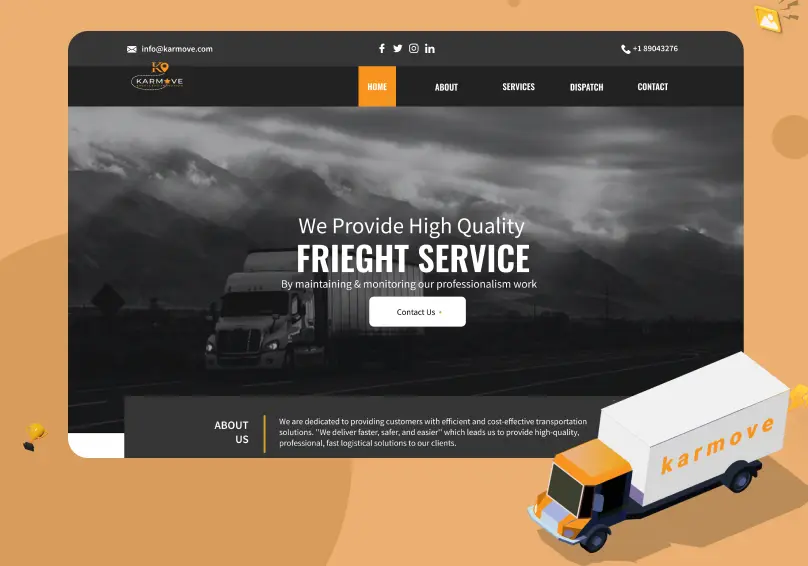 info@karmove.com
+1 89043276
K9
KARMOVE
HOME
ABOUT
SERVICES
DISPATCH
CONTACT
We Provide High Quality
FRIEGHT SERVICE
By maintaining & monitoring our professionalism work
Contact Us
ABOUT
US
We are dedicated to providing customers with efficient and cost-effective transportation
solutions. "We deliver faster, safer, and easier" which leads us to provide high-quality,
professional, fast logistical solutions to our clients.
karmove